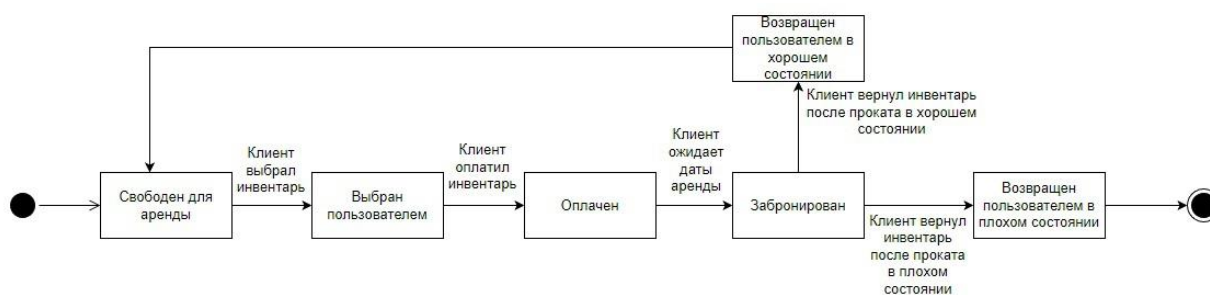 Возвращен
пользователем в
хорошем
состоянии
Клиент вернул инвентарь
после проката в хорошем
состоянии
Клиент
выбрал
инвентарь
Клиент
оплатил
инвентарь
Клиент
ожидает
даты
аренды
Свободен для
аренды
Выбран
пользователем
Оплачен
Забронирован
Возвращен
пользователем в
плохом состоянии
Клиент вернул
инвентарь
после проката
в плохом
состоянии